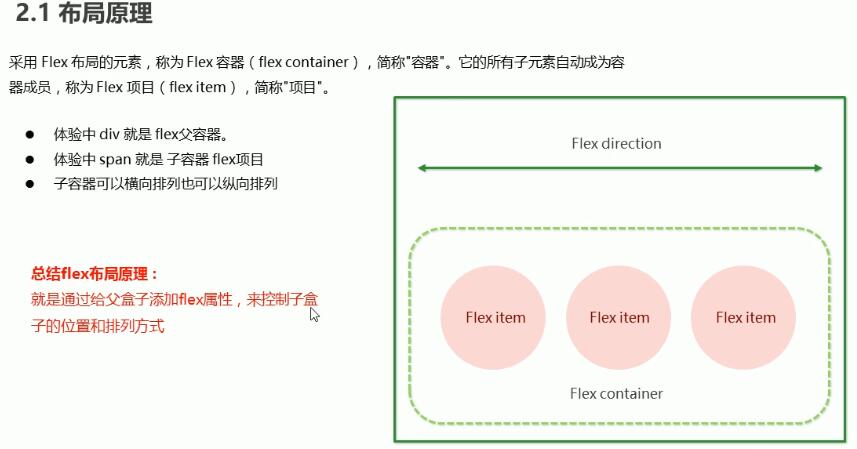 2.1 布局原理
采用 Flex 布局的元素，称为 Flex 容器（flex container），简称"容器"。它的所有子元素自动成为容
器成员，称为 Flex 项目（flex item），简称"项目"。
● 体验中 div 就是 flex父容器。
● 体验中 span 就是 子容器 flex项目
● 子容器可以横向排列也可以纵向排列
总结flex布局原理：
就是通过给父盒子添加flex属性，来控制子盒
子的位置和排列方式
Flex direction
Flex item
Flex item
Flex item
Flex container